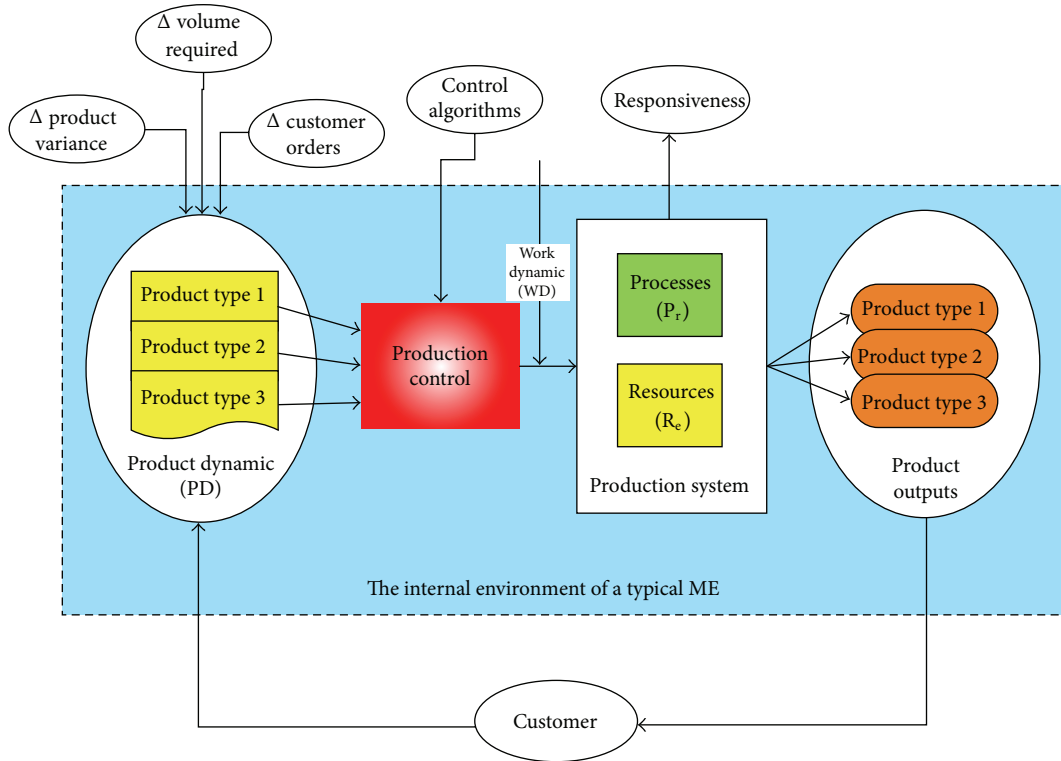 Δ volume
required
Δ product
variance
Δ customer
orders
Control
algorithms
Responsiveness
Product type 1
Product type 2
Product type 3
Product dynamic
(PD)
Production
control
Work
dynamic
(WD)
Processes
(Pr)
Resources
(Re)
Production system
Product type 1
Product type 2
Product type 3
Product
outputs
The internal environment of a typical ME
Customer